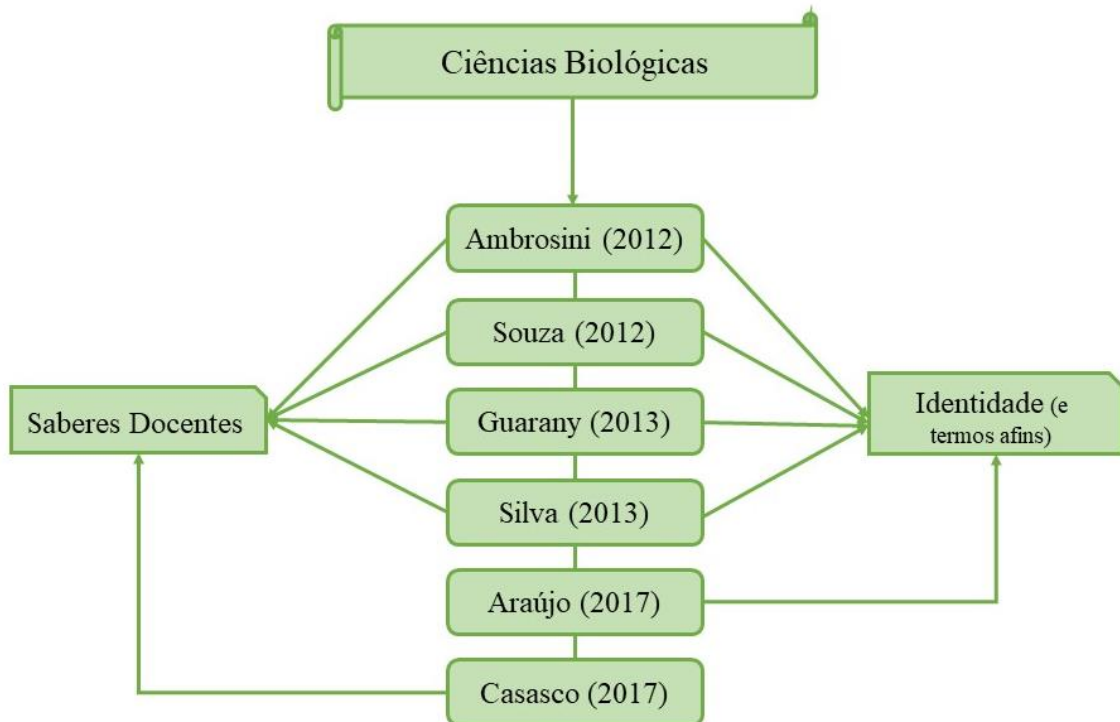 Ciências Biológicas
Ambrosini (2012)
Souza (2012)
Saberes Docentes
Guarany (2013)
Identidade (e
termos afins)
Silva (2013)
Araújo (2017)
Casasco (2017)